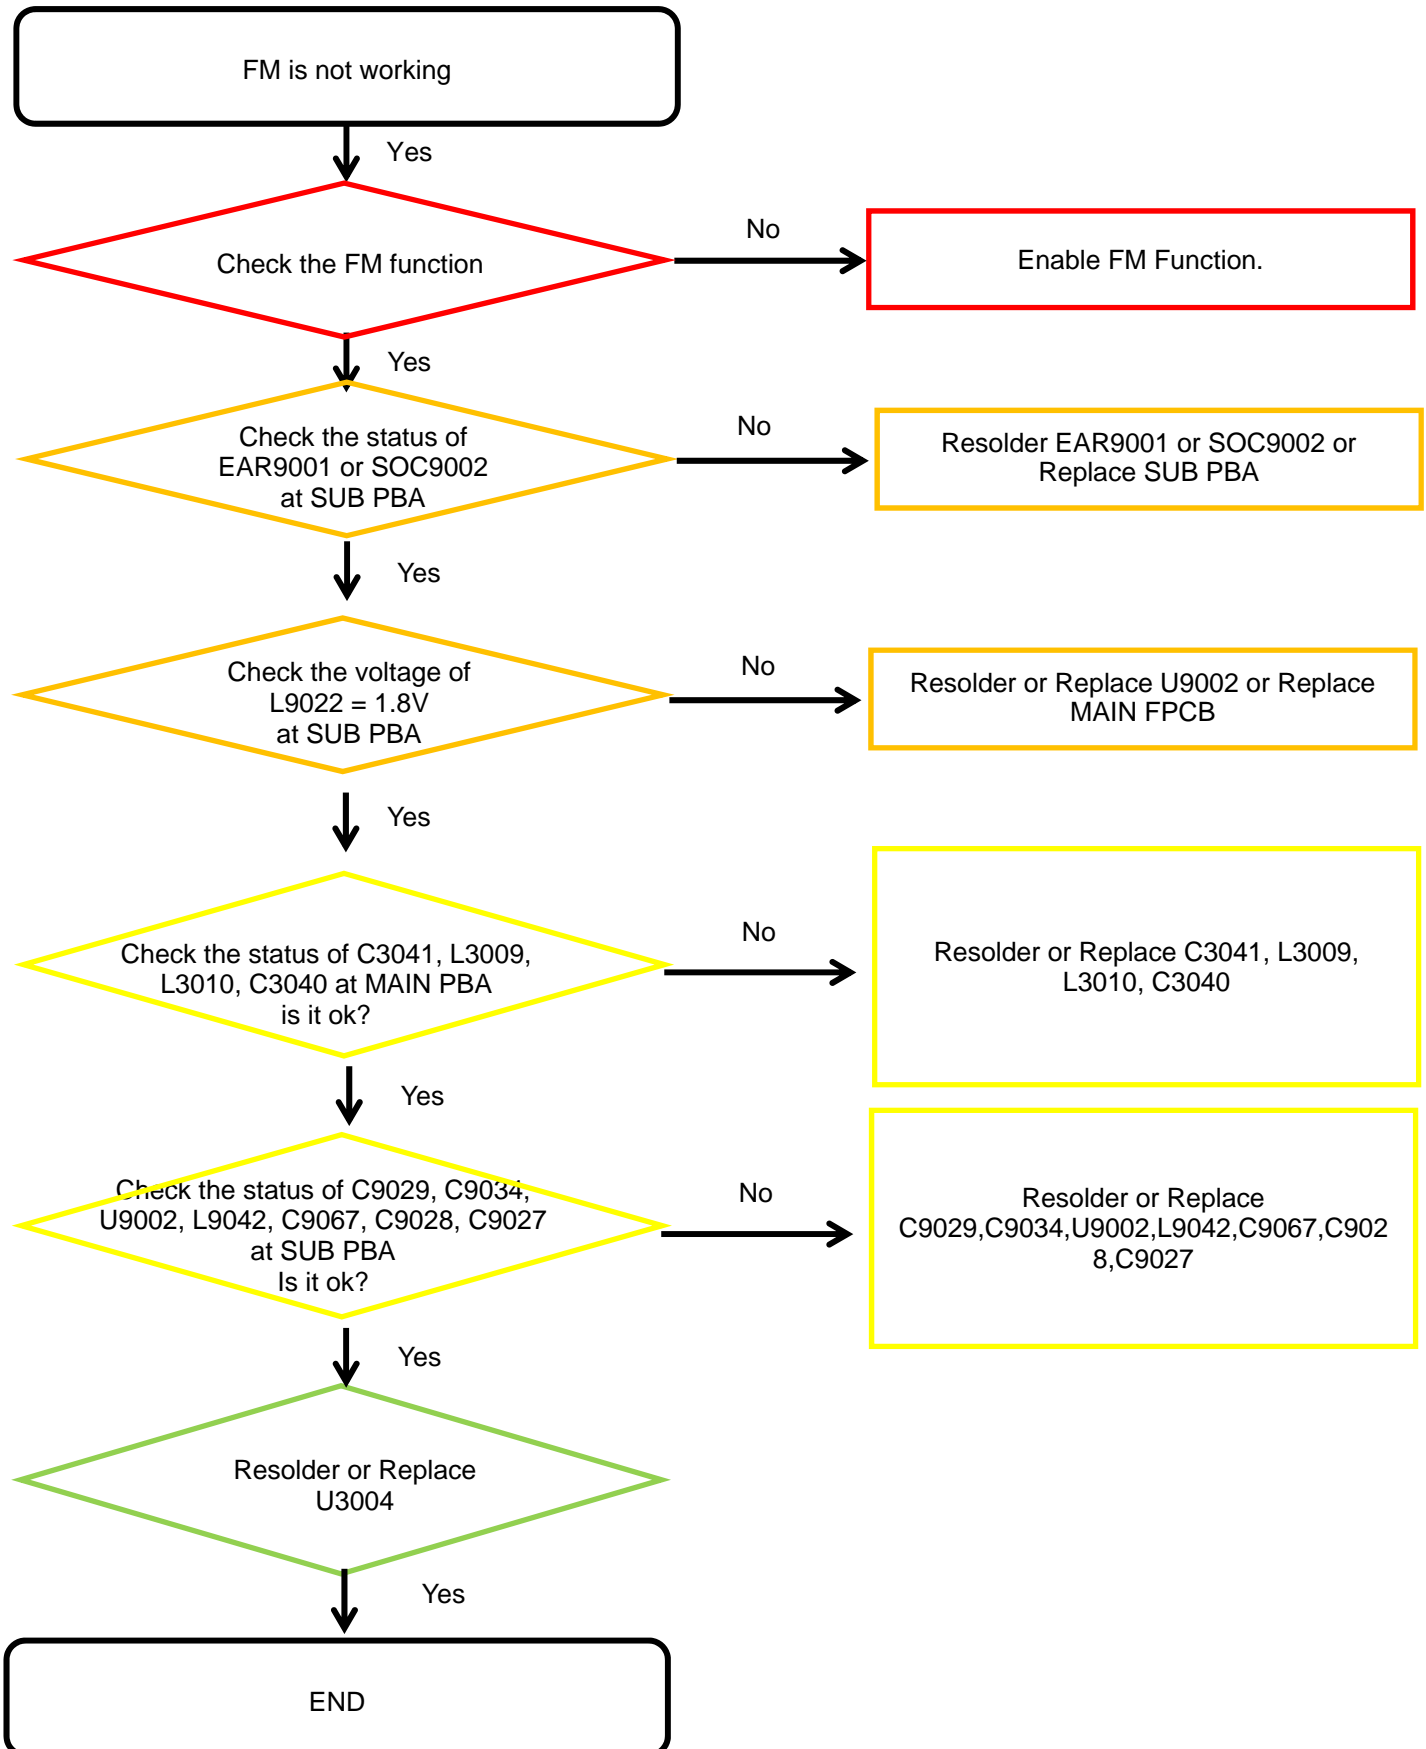 FM is not working
Yes
Check the FM function
No
Enable FM Function.
Yes
Check the status of
EAR9001 or SOC9002
at SUB PBA
No
Resolder EAR9001 or SOC9002 or
Replace SUB PBA
Yes
Check the voltage of
L9022 = 1.8V
at SUB PBA
No
Resolder or Replace U9002 or Replace
MAIN FPCB
Yes
Check the status of C3041, L3009,
L3010, C3040 at MAIN PBA
is it ok?
No
Resolder or Replace C3041, L3009,
L3010, C3040
Yes
Check the status of C9029, C9034,
U9002, L9042, C9067, C9028, C9027
at SUB PBA
Is it ok?
No
Resolder or Replace
C9029,C9034,U9002,L9042,C9067,C902
8,C9027
Yes
Resolder or Replace
U3004
Yes
END